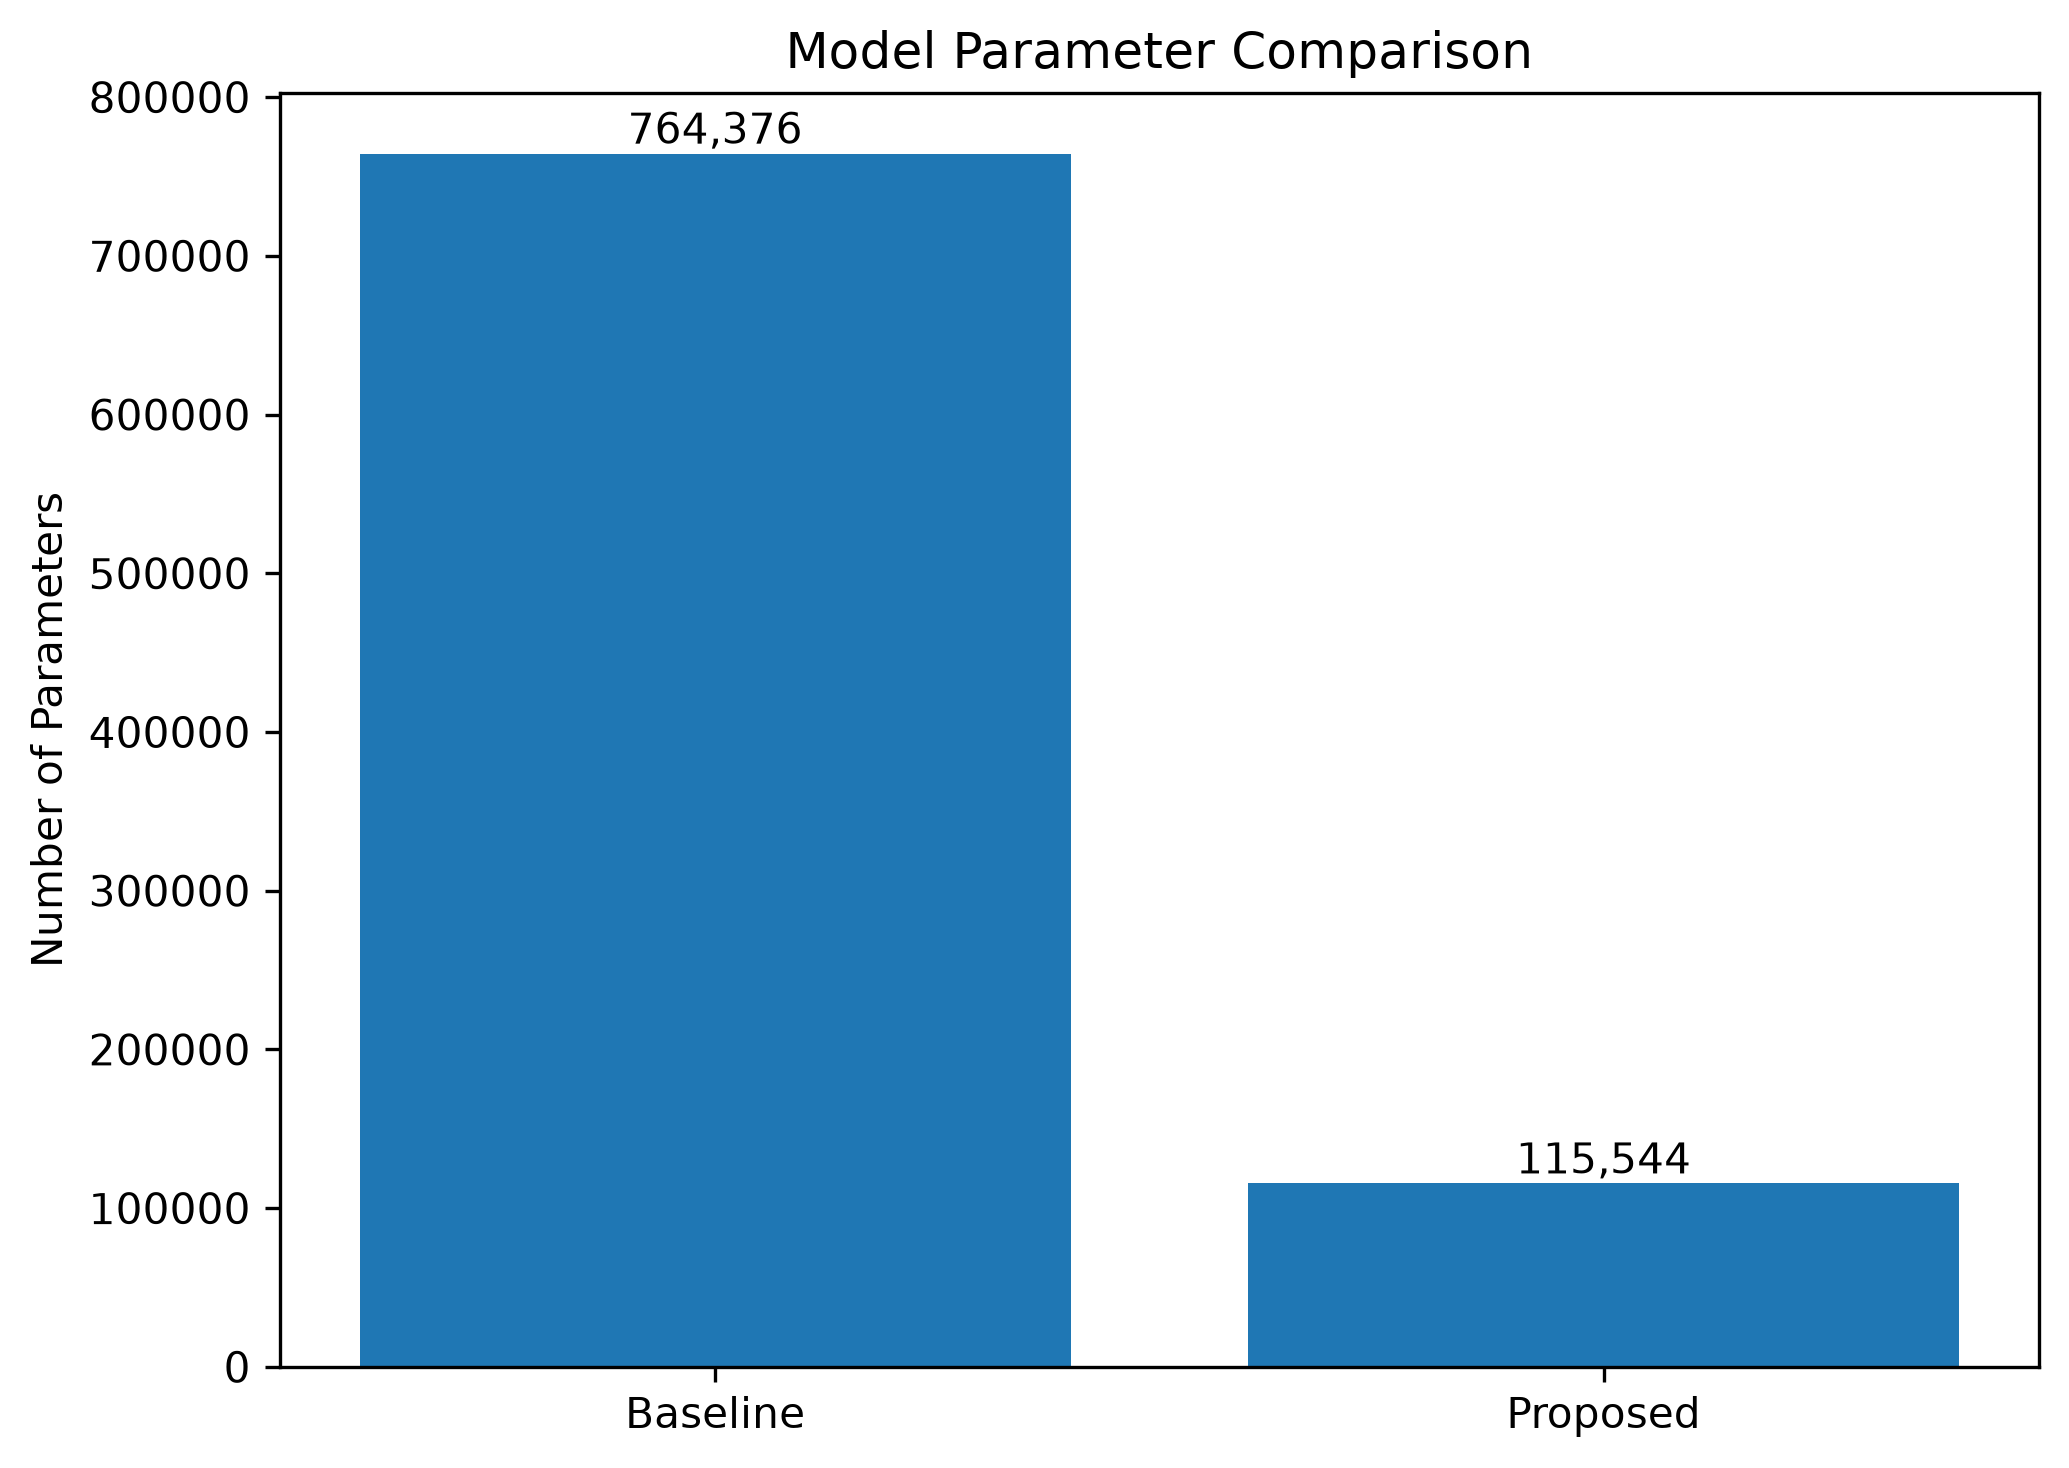 Model Parameter Comparison
800000
700000
600000
500000
400000
300000
200000
100000
0
Number of Parameters
764,376
115,544
Baseline
Proposed